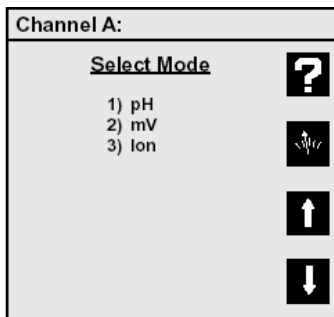 Channel A:
Select Mode
1) pH
2) mV
3) Ion
?